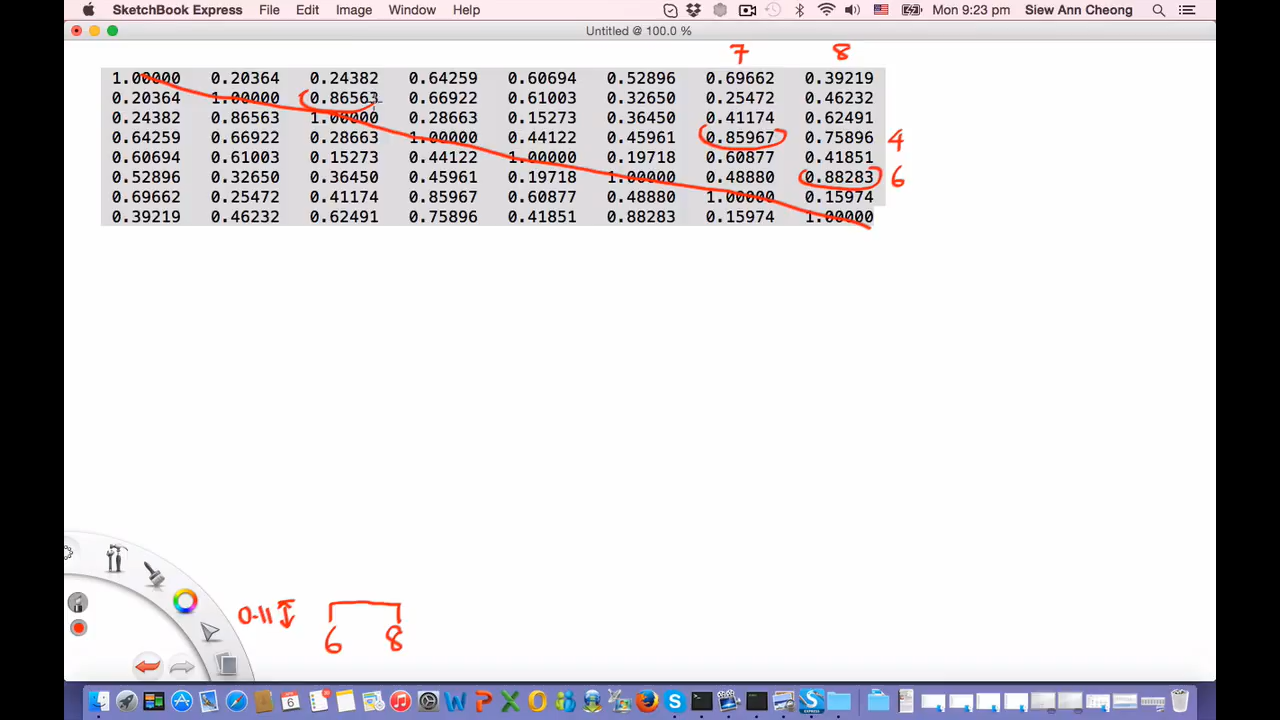 SketchBook Express File Edit Image Window Help Mon 9:23 pm Siew Ann Cheong
Untitled @ 100.0 %
7 8
1.00000 0.20364 0.24382 0.64259 0.60694 0.52896 0.69662 0.39219
0.20364 1.00000 0.86563 0.66922 0.61003 0.32650 0.25472 0.46232
0.24382 0.86563 1.00000 0.28663 0.15273 0.36450 0.41174 0.62491
0.64259 0.66922 0.28663 1.00000 0.44122 0.45961 0.85967 0.75896 4
0.60694 0.61003 0.15273 0.44122 1.00000 0.19718 0.60877 0.41851
0.52896 0.32650 0.36450 0.45961 0.19718 1.00000 0.48880 0.88283 6
0.69662 0.25472 0.41174 0.85967 0.60877 0.48880 1.00000 0.15974
0.39219 0.46232 0.62491 0.75896 0.41851 0.88283 0.15974 1.00000
0.11
6 8